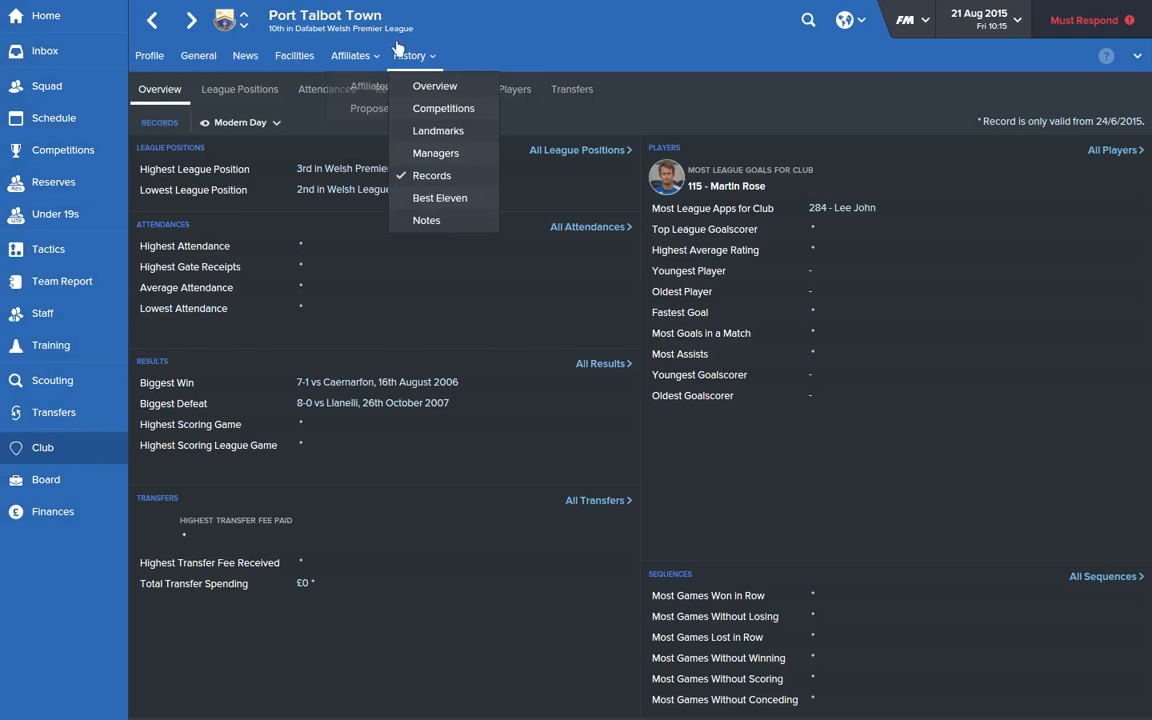 Home
Inbox
Squad
Schedule
Competitions
Reserves
Under 19s
Tactics
Team Report
Staff
Training
Scouting
Transfers
Club
Board
Finances
Port Talbot Town
10th in Dafabet Welsh Premier League
FM
21 Aug 2015
Fri 10:15
Must Respond
Profile General News Facilities Affiliates History
Overview League Positions Attendances Players Transfers
Affiliated
Propose
Overview
Competitions
Landmarks
Managers
Records
Best Eleven
Notes
RECORDS Modern Day
* Record is only valid from 24/6/2015.
LEAGUE POSITIONS All League Positions >
Highest League Position 3rd in Welsh Premie
Lowest League Position 2nd in Welsh League
ATTENDANCES All Attendances >
Highest Attendance *
Highest Gate Receipts *
Average Attendance *
Lowest Attendance *
RESULTS All Results >
Biggest Win 7-1 vs Caernarfon, 16th August 2006
Biggest Defeat 8-0 vs Llanelli, 26th October 2007
Highest Scoring Game *
Highest Scoring League Game *
TRANSFERS All Transfers >
HIGHEST TRANSFER FEE PAID
*
Highest Transfer Fee Received *
Total Transfer Spending £0 *
PLAYERS All Players >
MOST LEAGUE GOALS FOR CLUB
115 - Martin Rose
Most League Apps for Club 284 - Lee John
Top League Goalscorer *
Highest Average Rating *
Youngest Player -
Oldest Player -
Fastest Goal *
Most Goals in a Match *
Most Assists *
Youngest Goalscorer -
Oldest Goalscorer -
SEQUENCES All Sequences >
Most Games Won in Row *
Most Games Without Losing *
Most Games Lost in Row *
Most Games Without Winning *
Most Games Without Scoring *
Most Games Without Conceding *